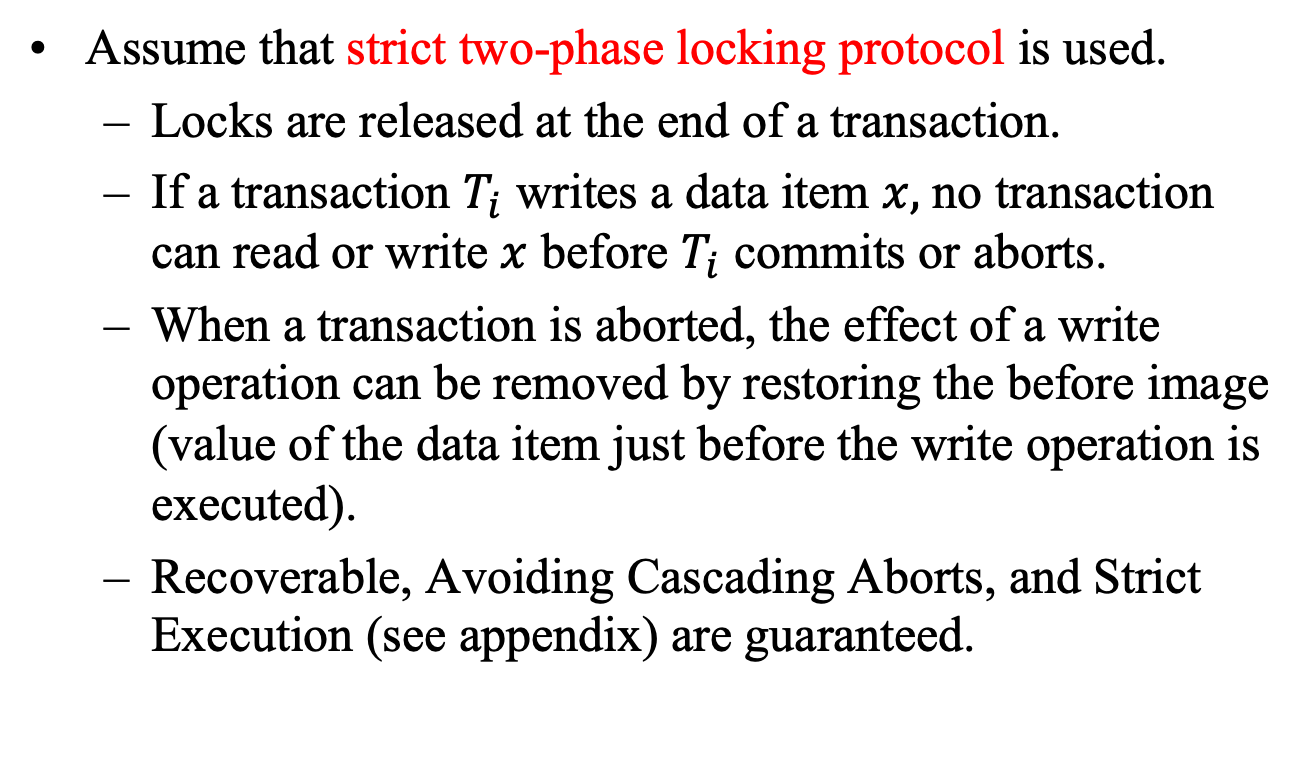 • Assume that strict two-phase locking protocol is used.
– Locks are released at the end of a transaction.
– If a transaction 𝑇𝑖 writes a data item 𝑥, no transaction
can read or write 𝑥 before 𝑇𝑖 commits or aborts.
– When a transaction is aborted, the effect of a write
operation can be removed by restoring the before image
(value of the data item just before the write operation is
executed).
– Recoverable, Avoiding Cascading Aborts, and Strict
Execution (see appendix) are guaranteed.